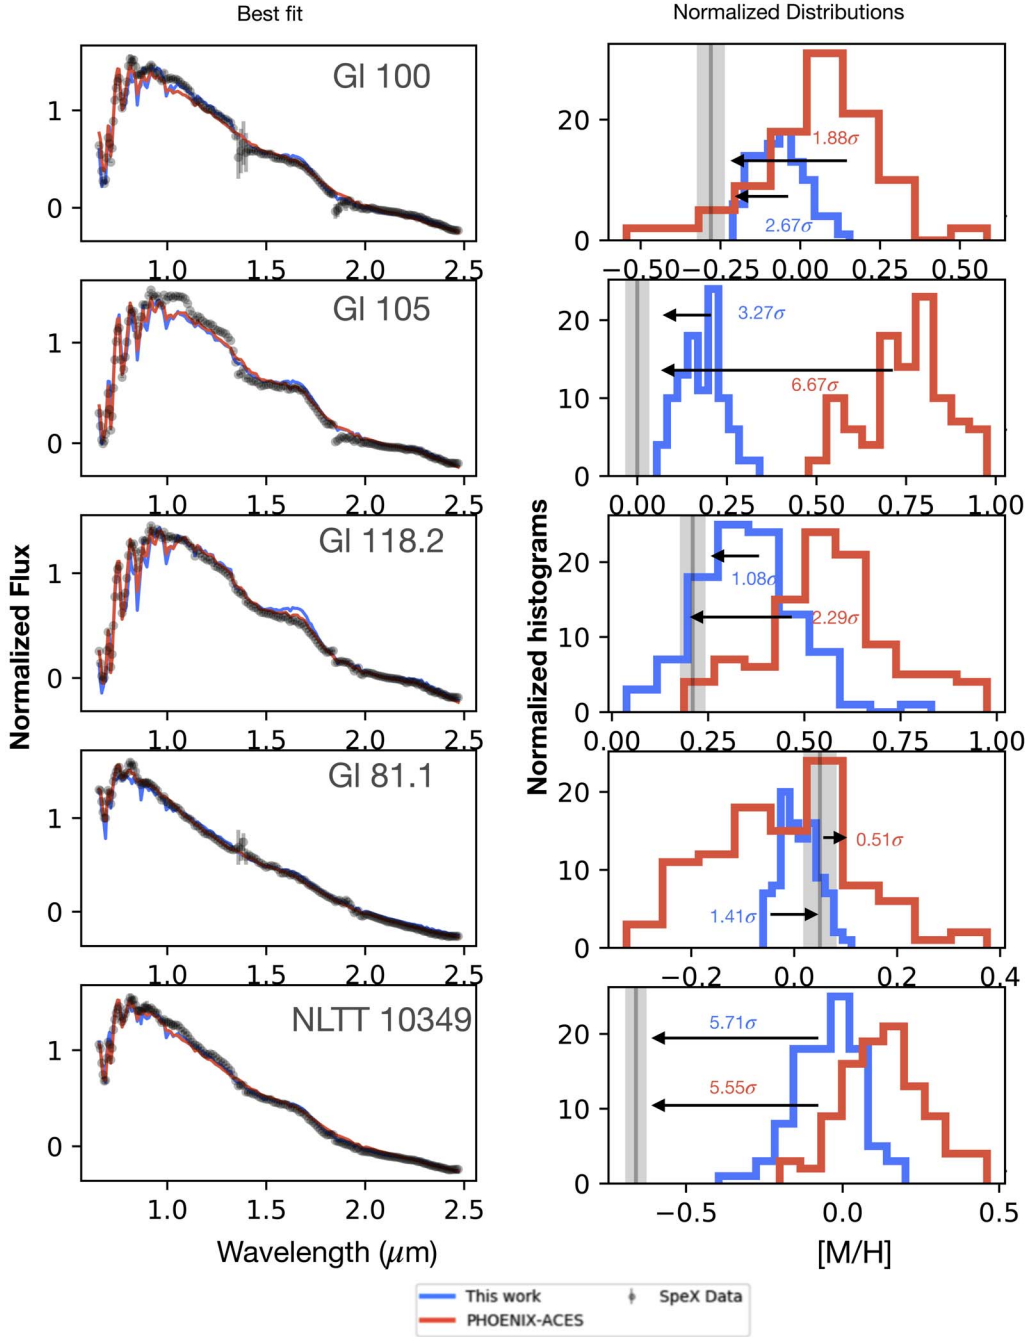 Best fit
Normalized Distributions
Gl 100
1
0
1.0 1.5 2.0 2.5
20
10
0
1.88σ
2.67σ
−0.50 −0.25 0.00 0.25 0.50
Gl 105
1
0
1.0 1.5 2.0 2.5
20
10
0
3.27σ
6.67σ
0.00 0.25 0.50 0.75 1.00
Gl 118.2
1
0
1.0 1.5 2.0 2.5
20
10
0
1.08σ
2.29σ
0.00 0.25 0.50 0.75 1.00
Gl 81.1
1
0
1.0 1.5 2.0 2.5
20
10
0
0.51σ
1.41σ
−0.2 0.0 0.2 0.4
NLTT 10349
1
0
1.0 1.5 2.0 2.5
20
10
0
5.71σ
5.55σ
−0.5 0.0 0.5
Normalized Flux
Normalized histograms
Wavelength (μm)
[M/H]
This work
SpeX Data
PHOENIX-ACES